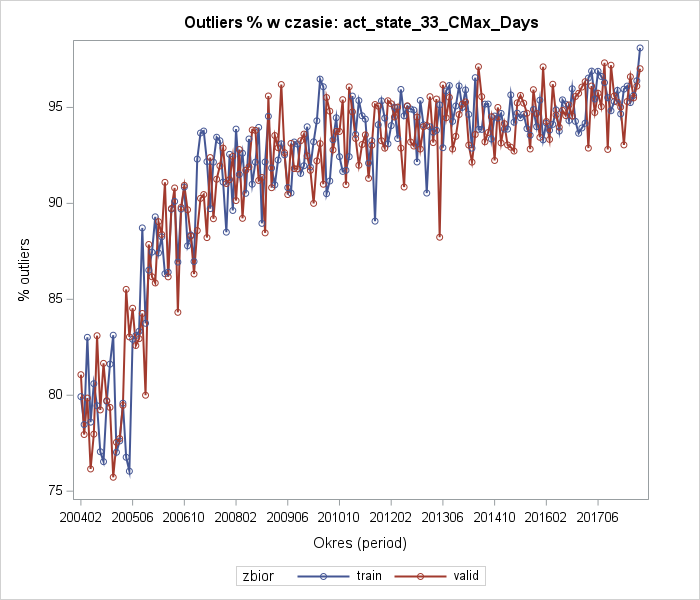 Outliers % w czasie: act_state_33_CMax_Days
% outliers
95
90
85
80
75
200402 200506 200610 200802 200906 201010 201202 201306 201410 201602 201706
Okres (period)
zbior train valid